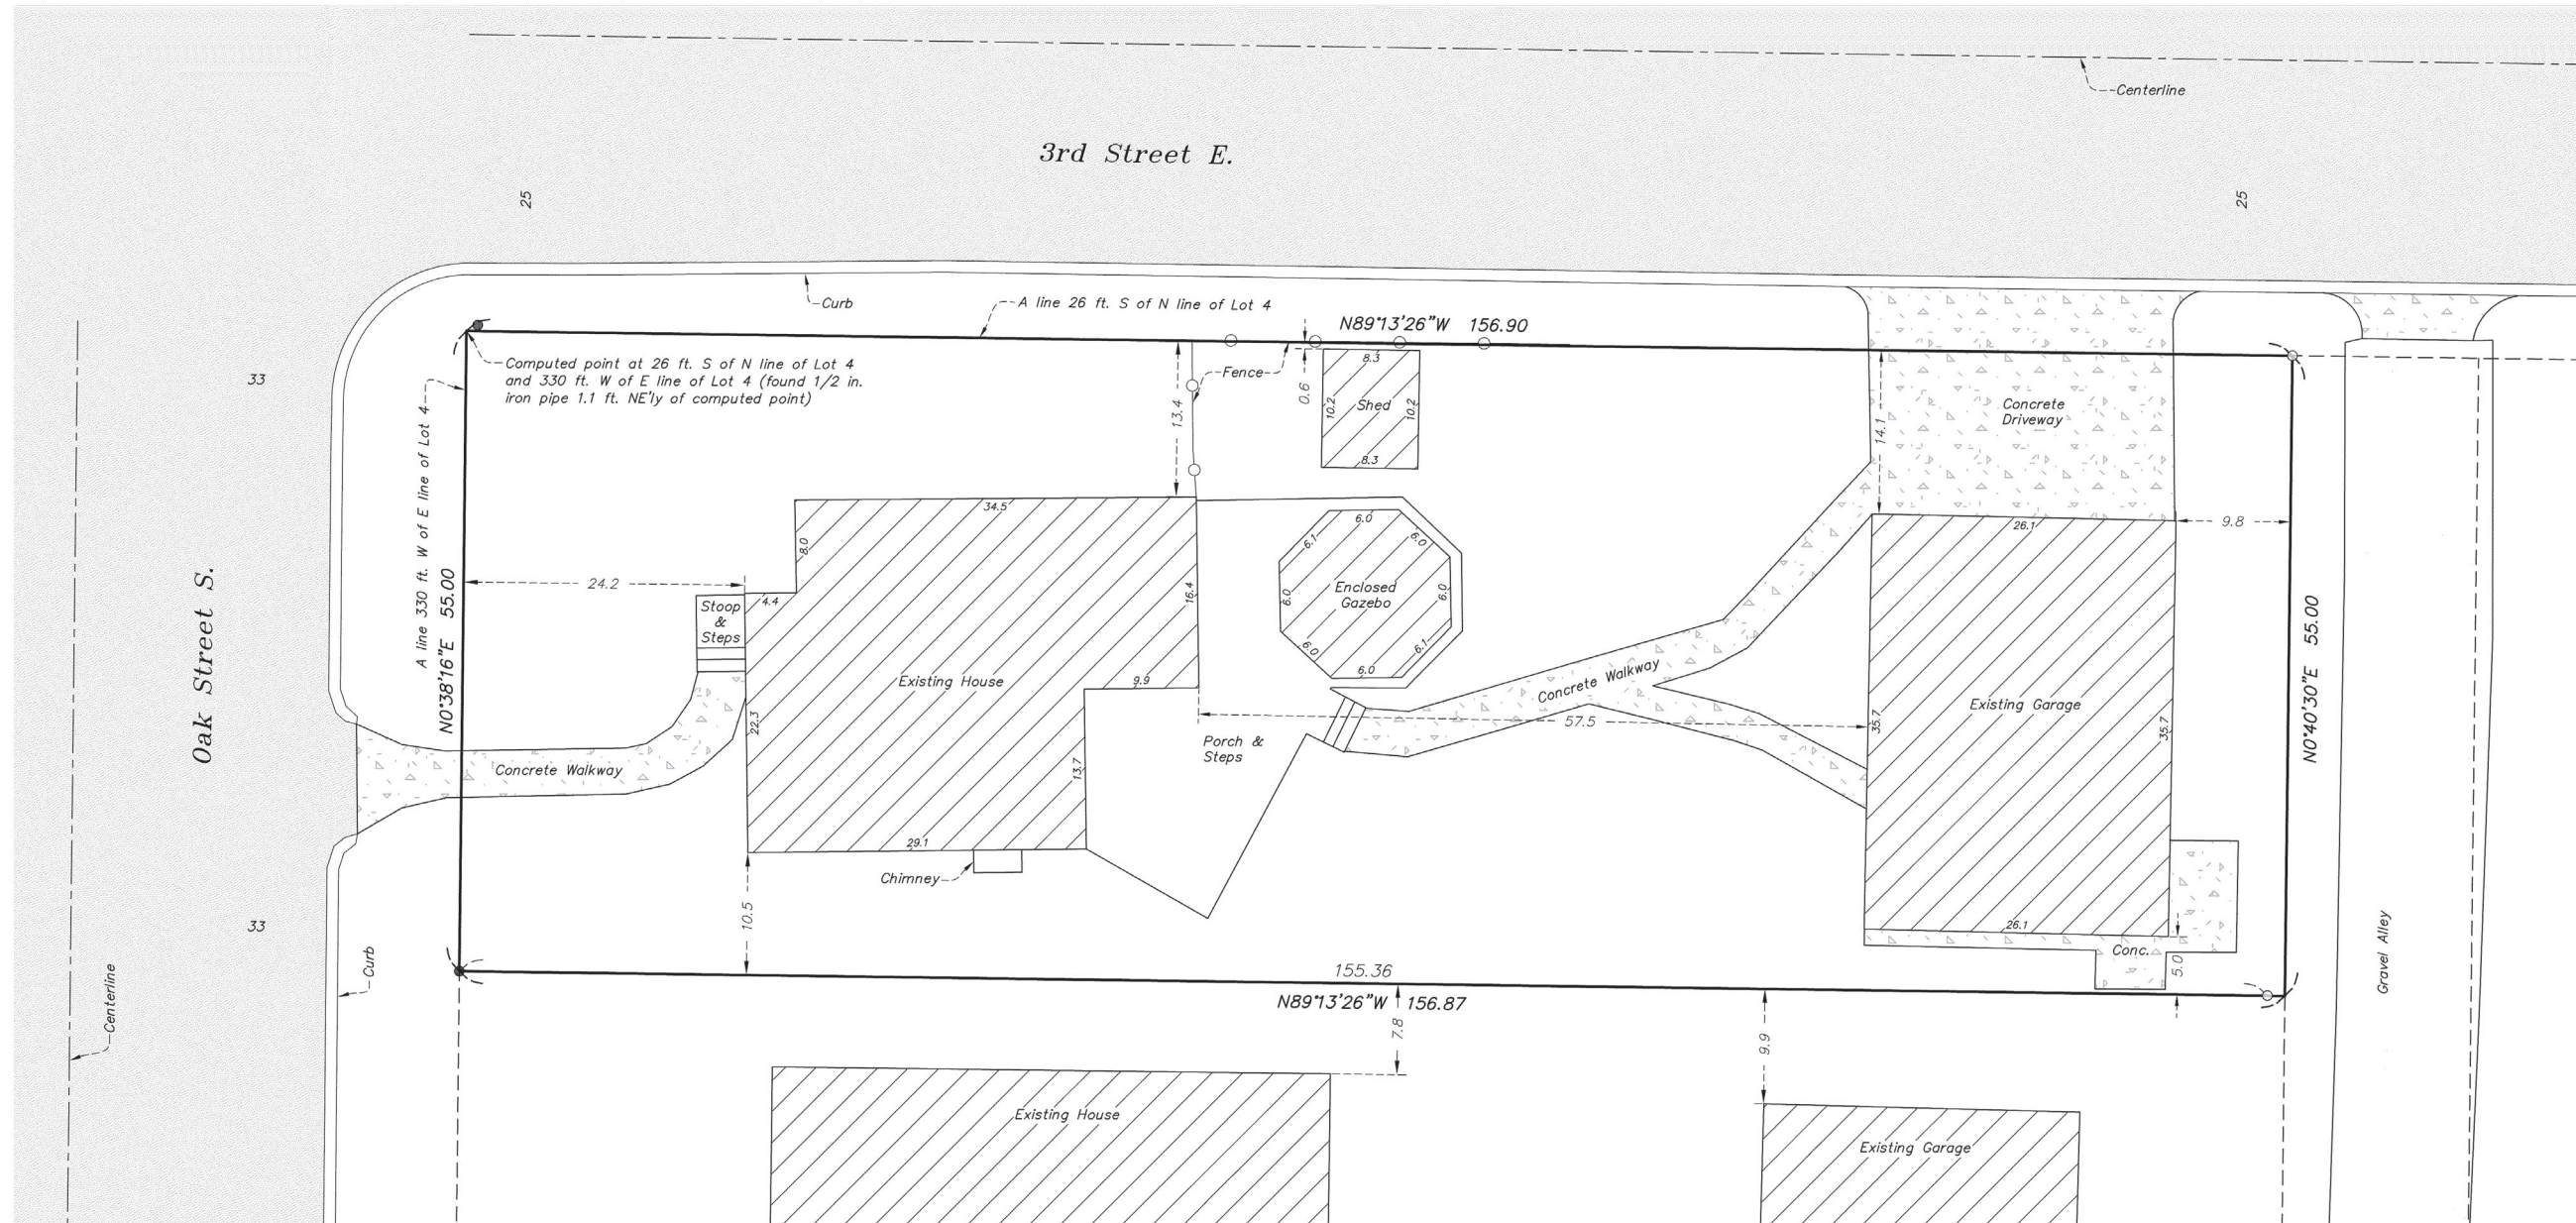 Centerline
3rd Street E.
25
25
Curb
A line 26 ft. S of N line of Lot 4
N89°13'26"W 156.90
Computed point at 26 ft. S of N line of Lot 4
and 330 ft. W of E line of Lot 4 (found 1/2 in.
iron pipe 1.1 ft. NE'ly of computed point)
33
A line 330 ft. W of E line of Lot 4
N0°38'16"E 55.00
Oak Street S.
13.4
Fence
0.6
8.3
10.2
Shed
10.2
8.3
14.1
Concrete
Driveway
34.5
8.0
24.2
4.4
Stoop
&
Steps
16.4
6.0
6.1
6.0
Enclosed
Gazebo
6.0
6.0
6.0
6.1
6.0
26.1
9.8
Existing House
9.9
22.3
13.7
29.1
Concrete Walkway
Chimney
10.5
Porch &
Steps
Concrete Walkway
57.5
35.7
Existing Garage
35.7
N0°40'30"E 55.00
26.1
Conc.
5.0
33
Curb
Centerline
Gravel Alley
155.36
N89°13'26"W 156.87
7.8
9.9
Existing House
Existing Garage